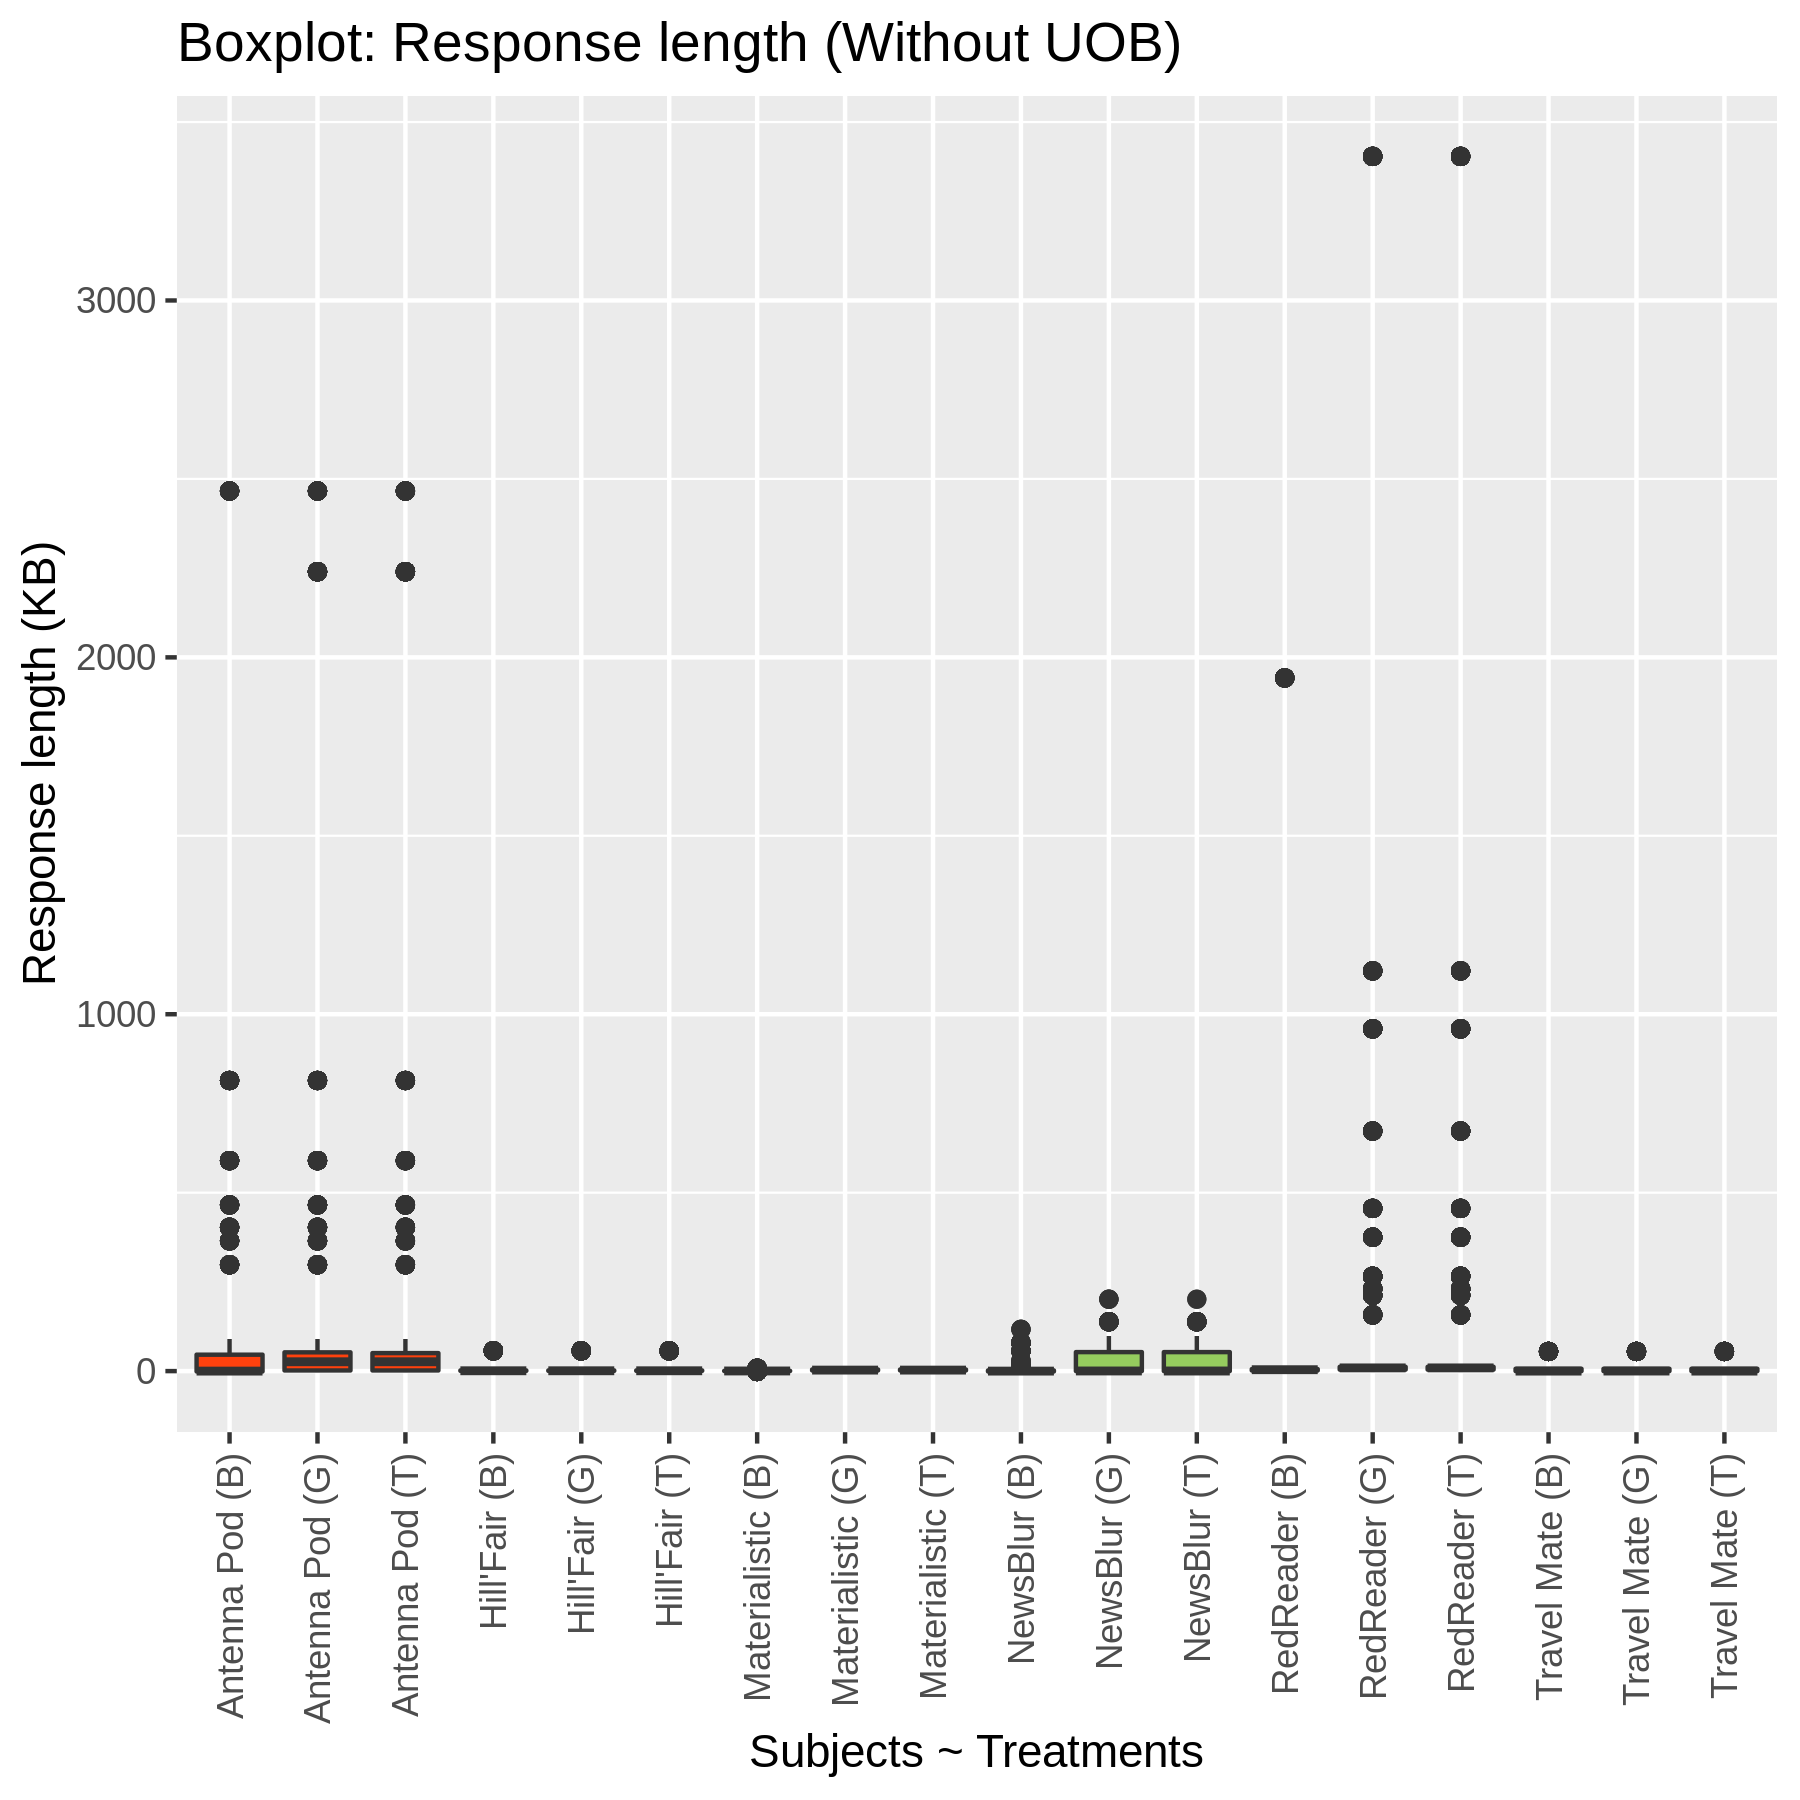 Boxplot: Response length (Without UOB)
Response length (KB)
3000
2000
1000
0
Antenna Pod (B)
Antenna Pod (G)
Antenna Pod (T)
Hill'Fair (B)
Hill'Fair (G)
Hill'Fair (T)
Materialistic (B)
Materialistic (G)
Materialistic (T)
NewsBlur (B)
NewsBlur (G)
NewsBlur (T)
RedReader (B)
RedReader (G)
RedReader (T)
Travel Mate (B)
Travel Mate (G)
Travel Mate (T)
Subjects ~ Treatments